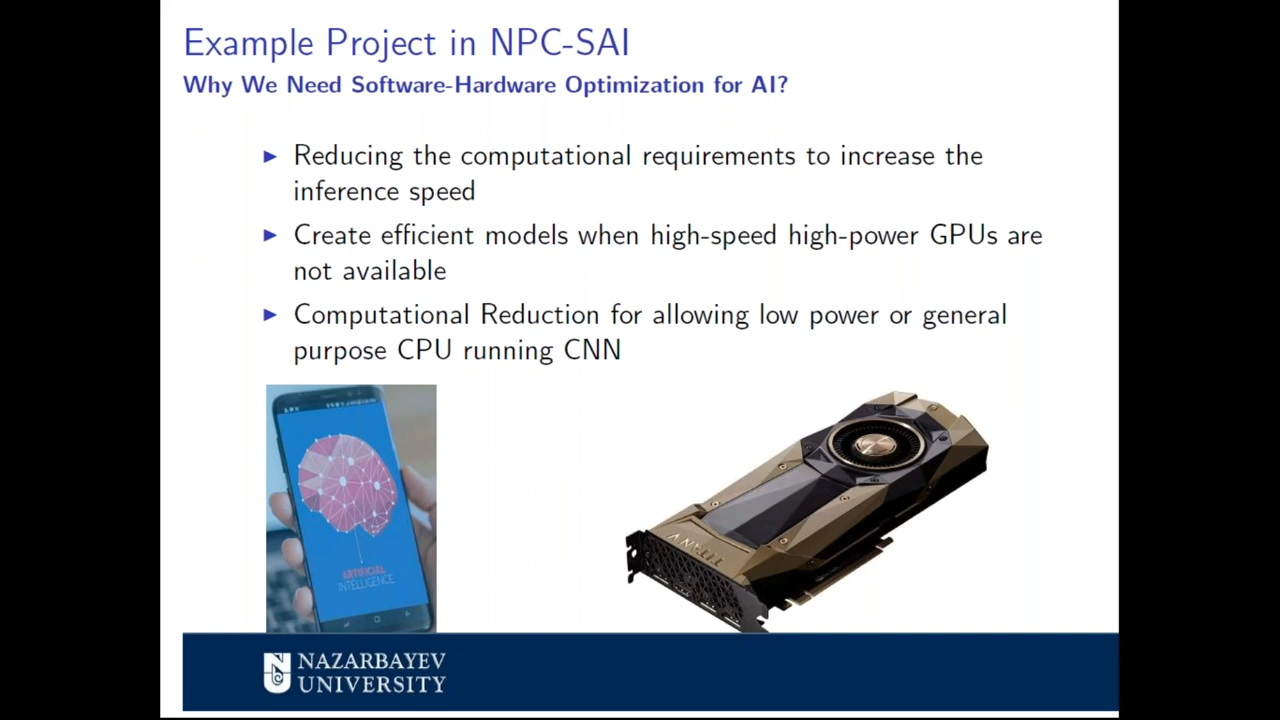 Example Project in NPC-SAI
Why We Need Software-Hardware Optimization for AI?
▶ Reducing the computational requirements to increase the
inference speed
▶ Create efficient models when high-speed high-power GPUs are
not available
▶ Computational Reduction for allowing low power or general
purpose CPU running CNN
ARTIFICIAL
INTELLIGENCE
TITAN V
NAZARBAYEV
UNIVERSITY